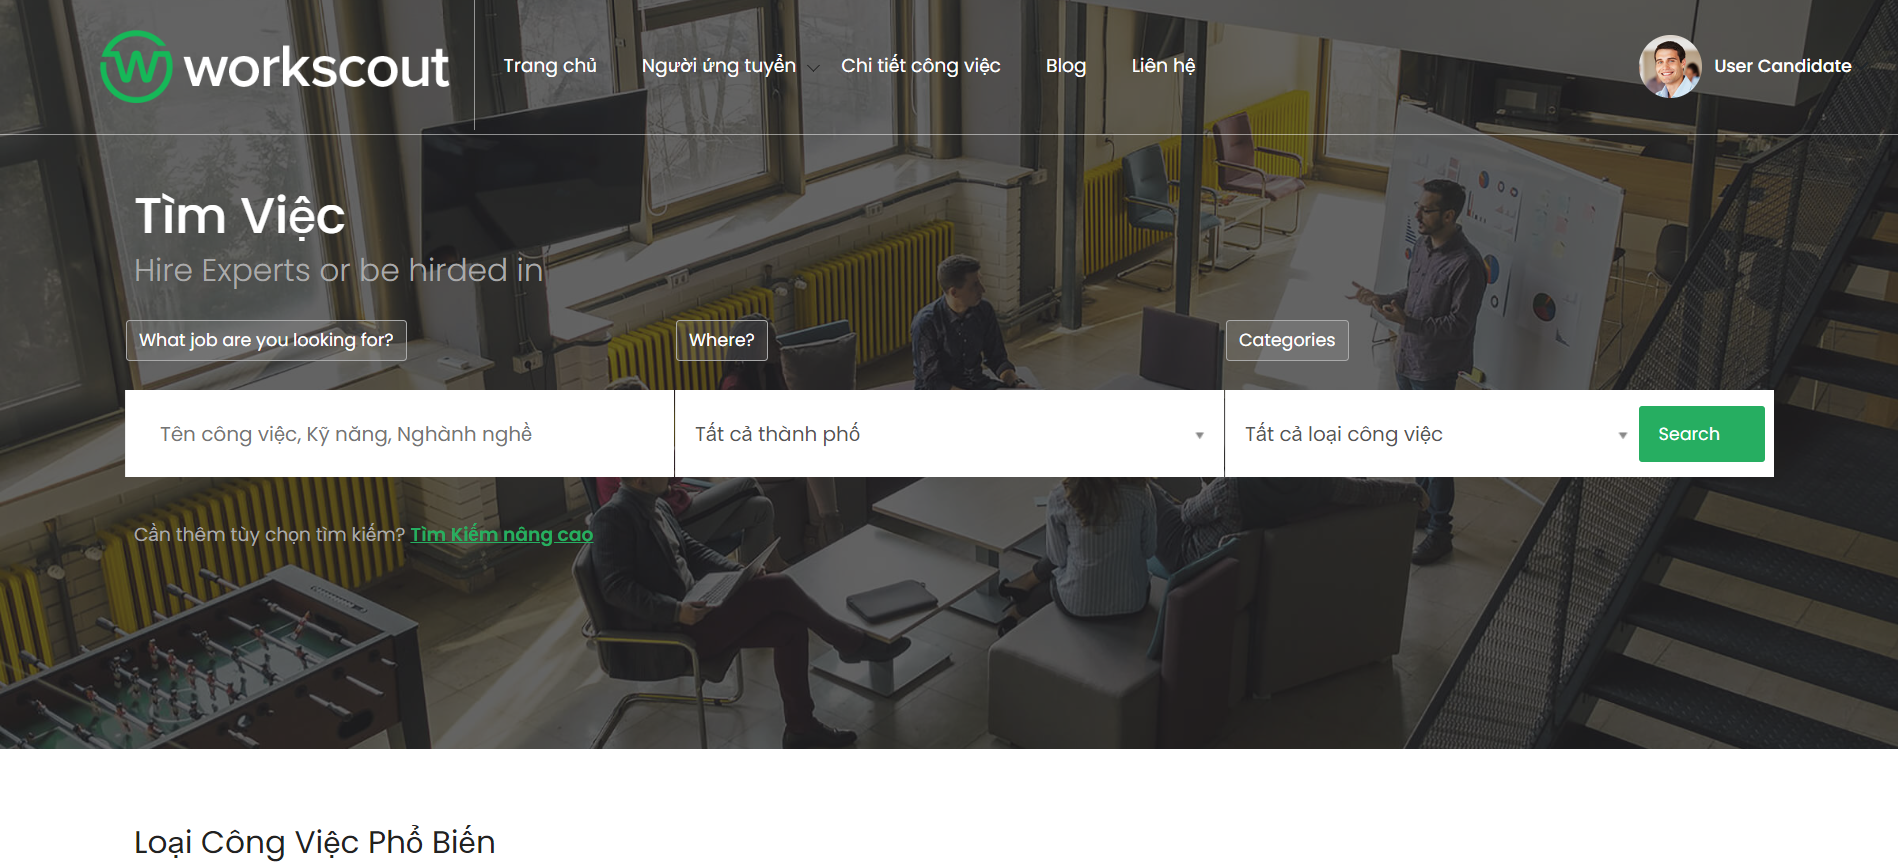 workscout
Trang chủ
Người ứng tuyển
Chi tiết công việc
Blog
Liên hệ
User Candidate
Tìm Việc
Hire Experts or be hirded in
What job are you looking for?
Where?
Categories
Tên công việc, Kỹ năng, Nghành nghề
Tất cả thành phố
Tất cả loại công việc
Search
Cần thêm tùy chọn tìm kiếm? Tìm Kiếm nâng cao
Loại Công Việc Phổ Biến